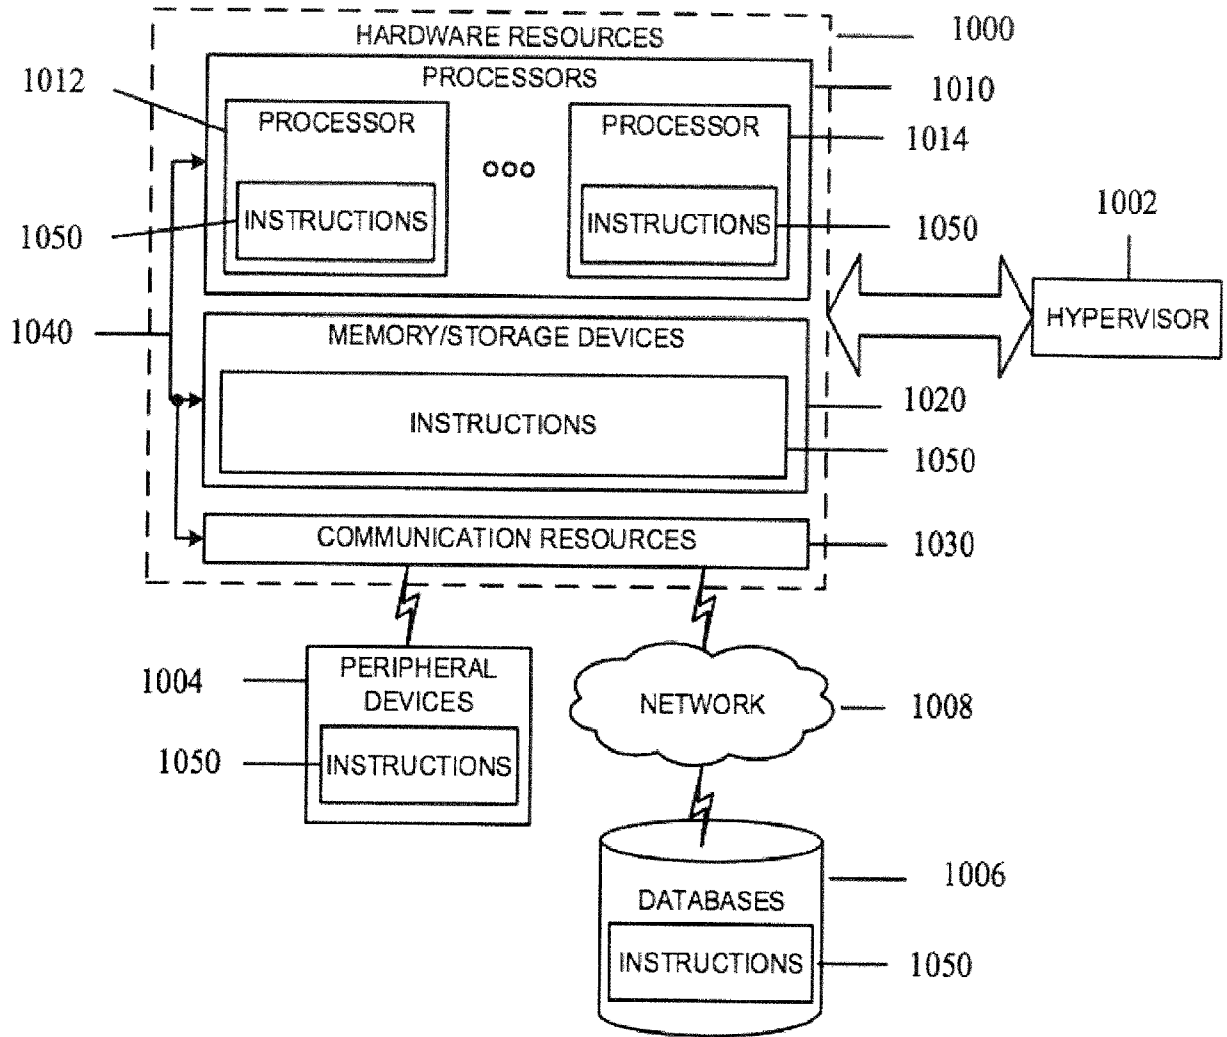 HARDWARE RESOURCES
1000
PROCESSORS
1010
1012
PROCESSOR
PROCESSOR
1014
INSTRUCTIONS
INSTRUCTIONS
1050
1050
1002
HYPERVISOR
1040
MEMORY/STORAGE DEVICES
1020
INSTRUCTIONS
1050
COMMUNICATION RESOURCES
1030
1004
PERIPHERAL
DEVICES
NETWORK
1008
1050
INSTRUCTIONS
1006
DATABASES
INSTRUCTIONS
1050